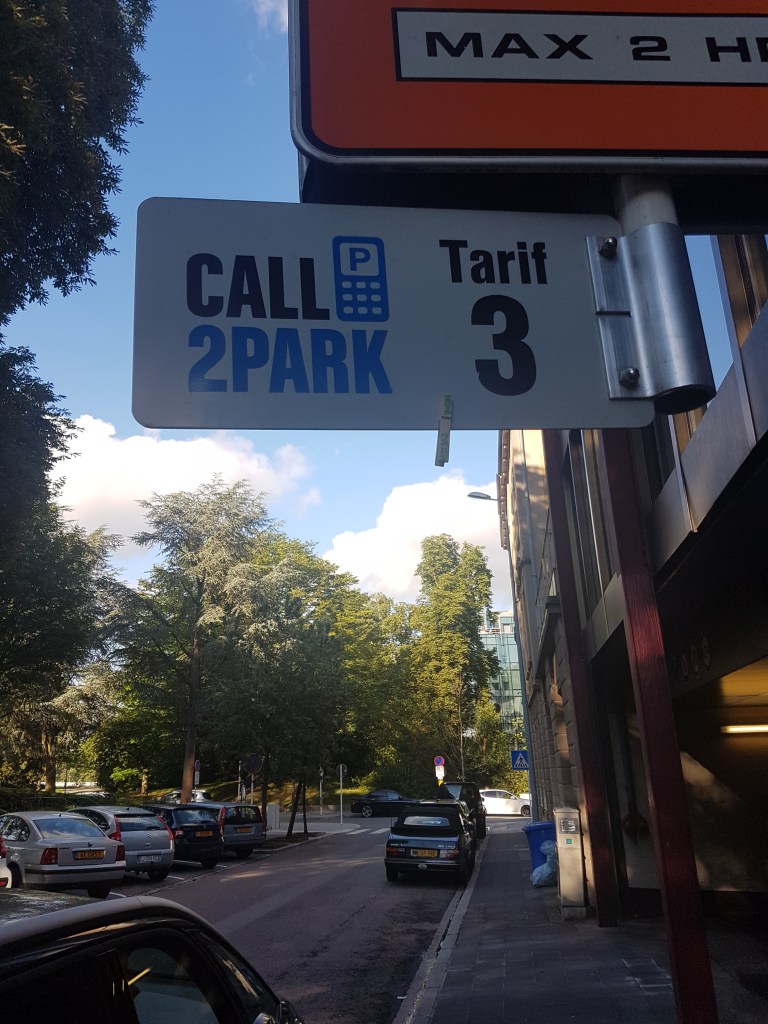 MAX 2 H
CALL P
2PARK
Tarif
3